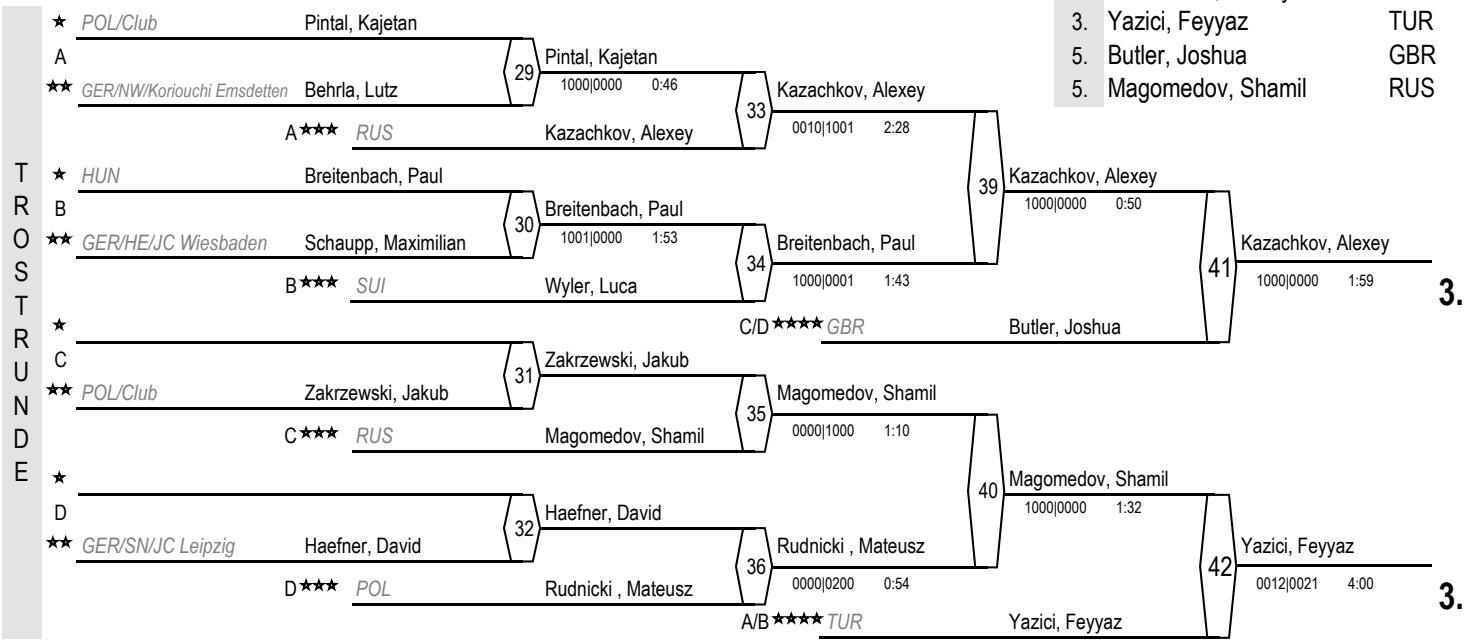 3. Yazici, Feyyaz TUR
5. Butler, Joshua GBR
5. Magomedov, Shamil RUS
TROSTRUNDE
★ POL/Club Pintal, Kajetan
A
★★ GER/NW/Koriouchi Emsdetten Behrla, Lutz
29 Pintal, Kajetan
1000|0000 0:46
A★★★ RUS Kazachkov, Alexey
33 Kazachkov, Alexey
0010|1001 2:28
★ HUN Breitenbach, Paul
B
★★ GER/HE/JC Wiesbaden Schaupp, Maximilian
30 Breitenbach, Paul
1001|0000 1:53
B★★★ SUI Wyler, Luca
34 Breitenbach, Paul
1000|0001 1:43
39 Kazachkov, Alexey
1000|0000 0:50
C/D★★★★ GBR Butler, Joshua
41 Kazachkov, Alexey
1000|0000 1:59
3.
★
C
★★ POL/Club Zakrzewski, Jakub
31 Zakrzewski, Jakub
C★★★ RUS Magomedov, Shamil
35 Magomedov, Shamil
0000|1000 1:10
★
D
★★ GER/SN/JC Leipzig Haefner, David
32 Haefner, David
D★★★ POL Rudnicki , Mateusz
36 Rudnicki , Mateusz
0000|0200 0:54
40 Magomedov, Shamil
1000|0000 1:32
A/B★★★★ TUR Yazici, Feyyaz
42 Yazici, Feyyaz
0012|0021 4:00
3.